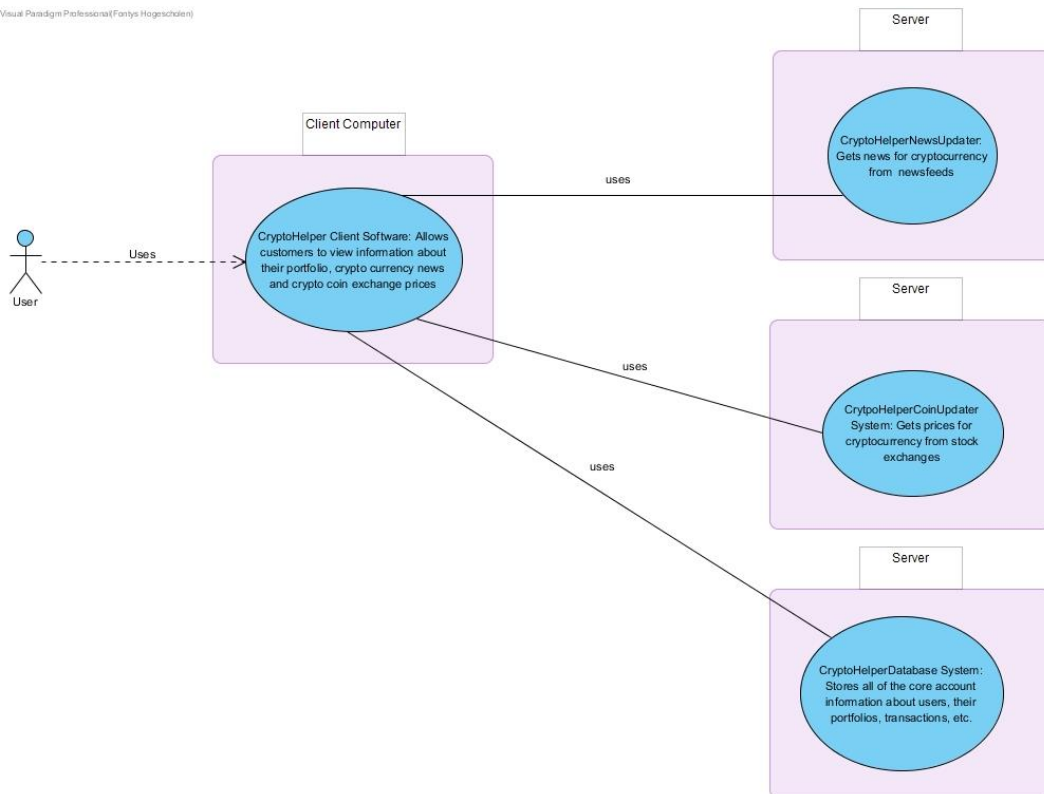 Visual Paradigm Professional(Fontys Hogescholen)
Server
Client Computer
CryptoHelperNewsUpdater:
Gets news for cryptocurrency
from newsfeeds
uses
CryptoHelper Client Software: Allows
customers to view information about
their portfolio, crypto currency news
and crypto coin exchange prices
Uses
User
Server
uses
CrytpoHelperCoinUpdater
System: Gets prices for
cryptocurrency from stock
exchanges
uses
Server
CryptoHelperDatabase System:
Stores all of the core account
information about users, their
portfolios, transactions, etc.